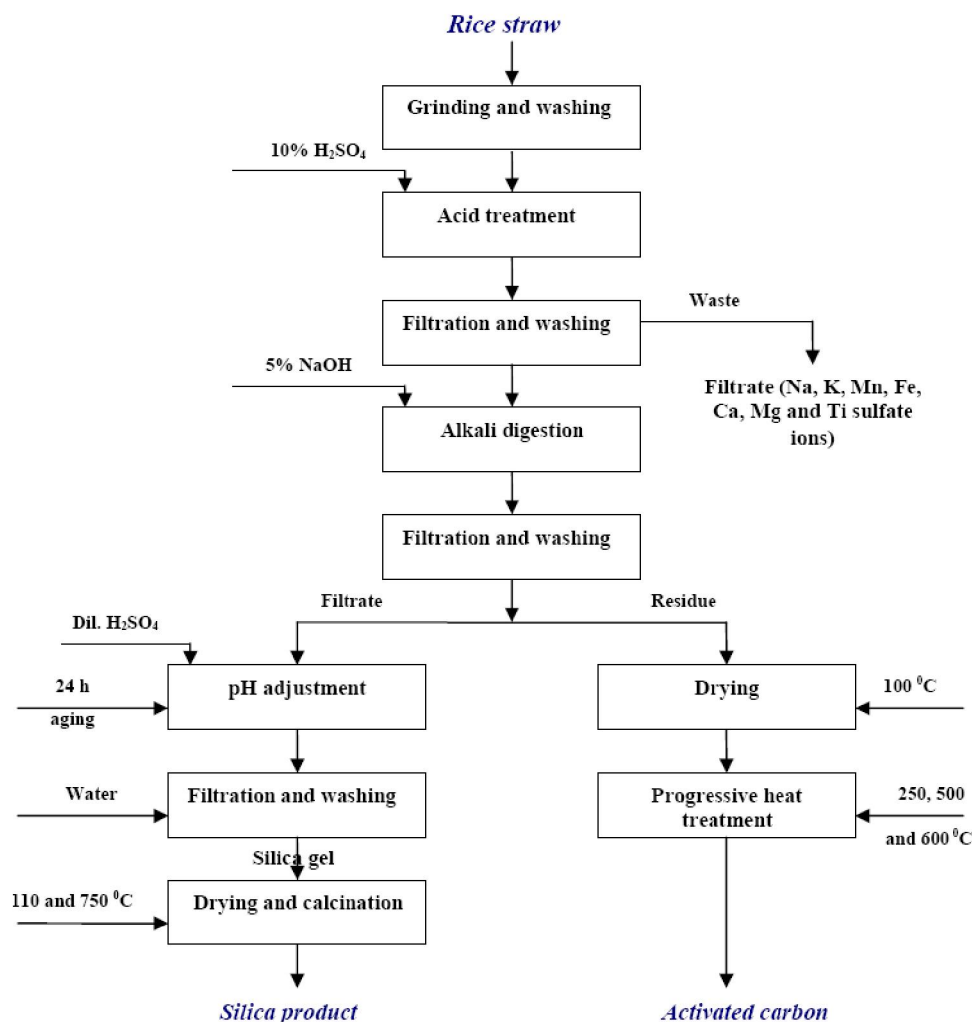 Rice straw
Grinding and washing
10% H₂SO₄
Acid treatment
Filtration and washing
Waste
Filtrate (Na, K, Mn, Fe,
Ca, Mg and Ti sulfate
ions)
5% NaOH
Alkali digestion
Filtration and washing
Filtrate
Residue
Dil. H₂SO₄
pH adjustment
24 h
aging
Drying
100 ⁰C
Water
Filtration and washing
Progressive heat
treatment
250, 500
and 600 ⁰C
Silica gel
110 and 750 ⁰C
Drying and calcination
Silica product
Activated carbon